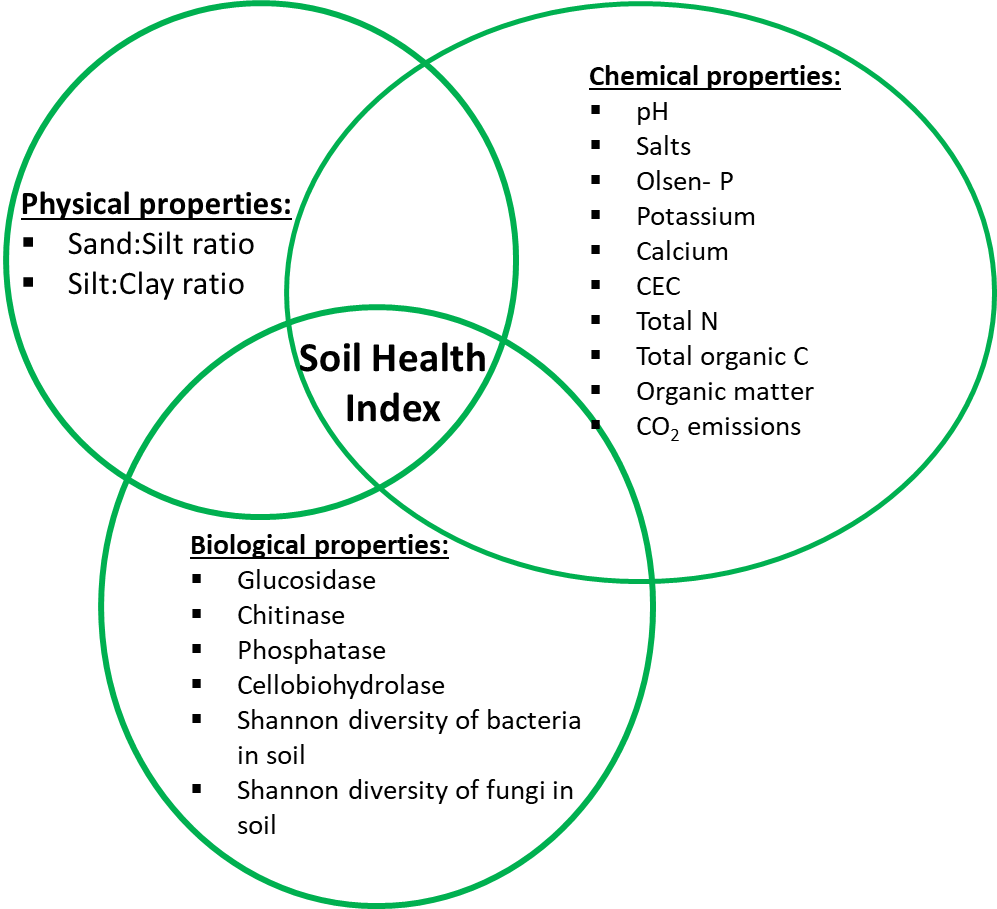 Chemical properties:
▪ pH
▪ Salts
▪ Olsen- P
▪ Potassium
▪ Calcium
▪ CEC
▪ Total N
▪ Total organic C
▪ Organic matter
▪ CO₂ emissions
Physical properties:
▪ Sand:Silt ratio
▪ Silt:Clay ratio
Soil Health
Index
Biological properties:
▪ Glucosidase
▪ Chitinase
▪ Phosphatase
▪ Cellobiohydrolase
▪ Shannon diversity of bacteria
in soil
▪ Shannon diversity of fungi in
soil